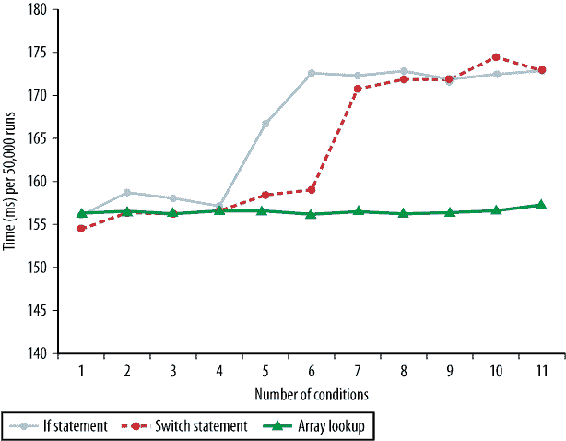 180
175
170
165
160
155
150
145
140
Time (ms) per 50,000 runs
1 2 3 4 5 6 7 8 9 10 11
Number of conditions
If statement Switch statement Array lookup